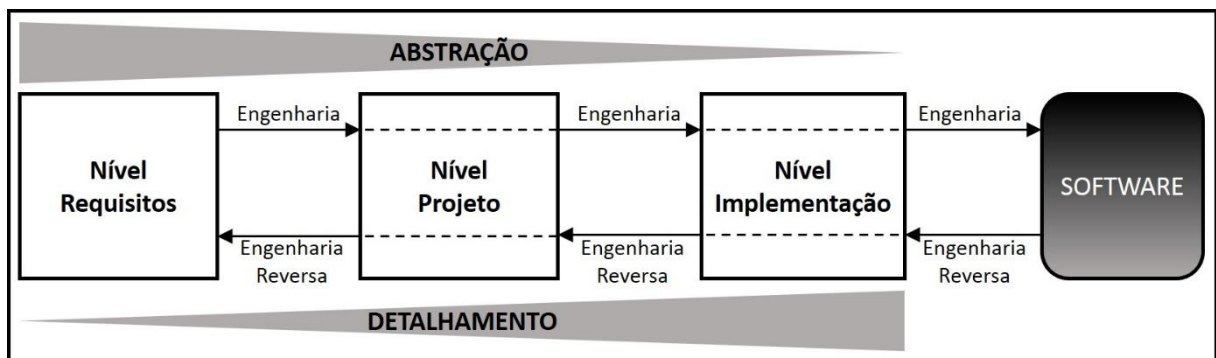 ABSTRAÇÃO
Engenharia
Engenharia
Engenharia
Nível
Requisitos
Nível
Projeto
Nível
Implementação
SOFTWARE
Engenharia
Reversa
Engenharia
Reversa
Engenharia
Reversa
DETALHAMENTO